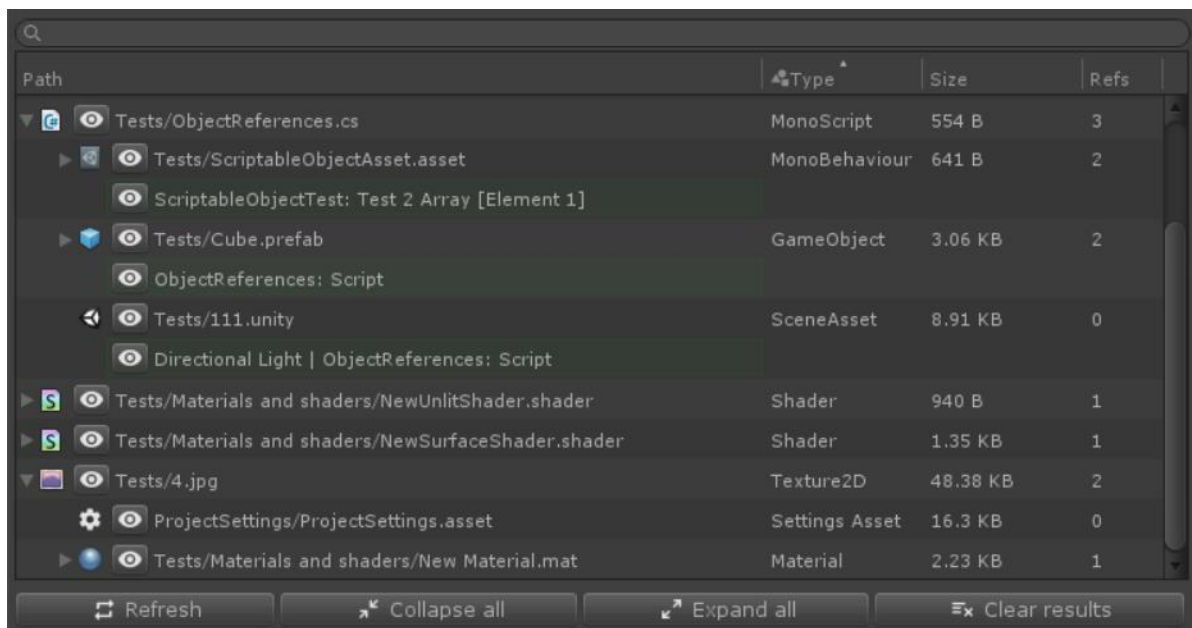 Path Type Size Refs
Tests/ObjectReferences.cs MonoScript 554 B 3
Tests/ScriptableObjectAsset.asset MonoBehaviour 641 B 2
ScriptableObjectTest: Test 2 Array [Element 1]
Tests/Cube.prefab GameObject 3.06 KB 2
ObjectReferences: Script
Tests/111.unity SceneAsset 8.91 KB 0
Directional Light | ObjectReferences: Script
Tests/Materials and shaders/NewUnlitShader.shader Shader 940 B 1
Tests/Materials and shaders/NewSurfaceShader.shader Shader 1.35 KB 1
Tests/4.jpg Texture2D 48.38 KB 2
ProjectSettings/ProjectSettings.asset Settings Asset 16.3 KB 0
Tests/Materials and shaders/New Material.mat Material 2.23 KB 1
Refresh Collapse all Expand all Clear results